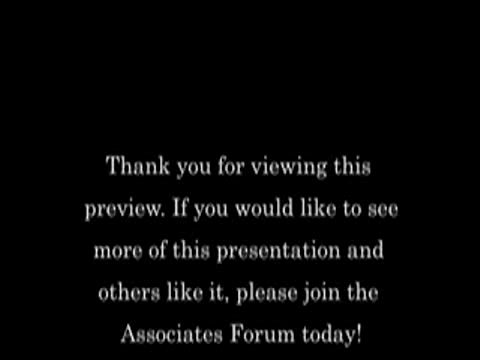 Thank you for viewing this
preview. If you would like to see
more of this presentation and
others like it, please join the
Associates Forum today!